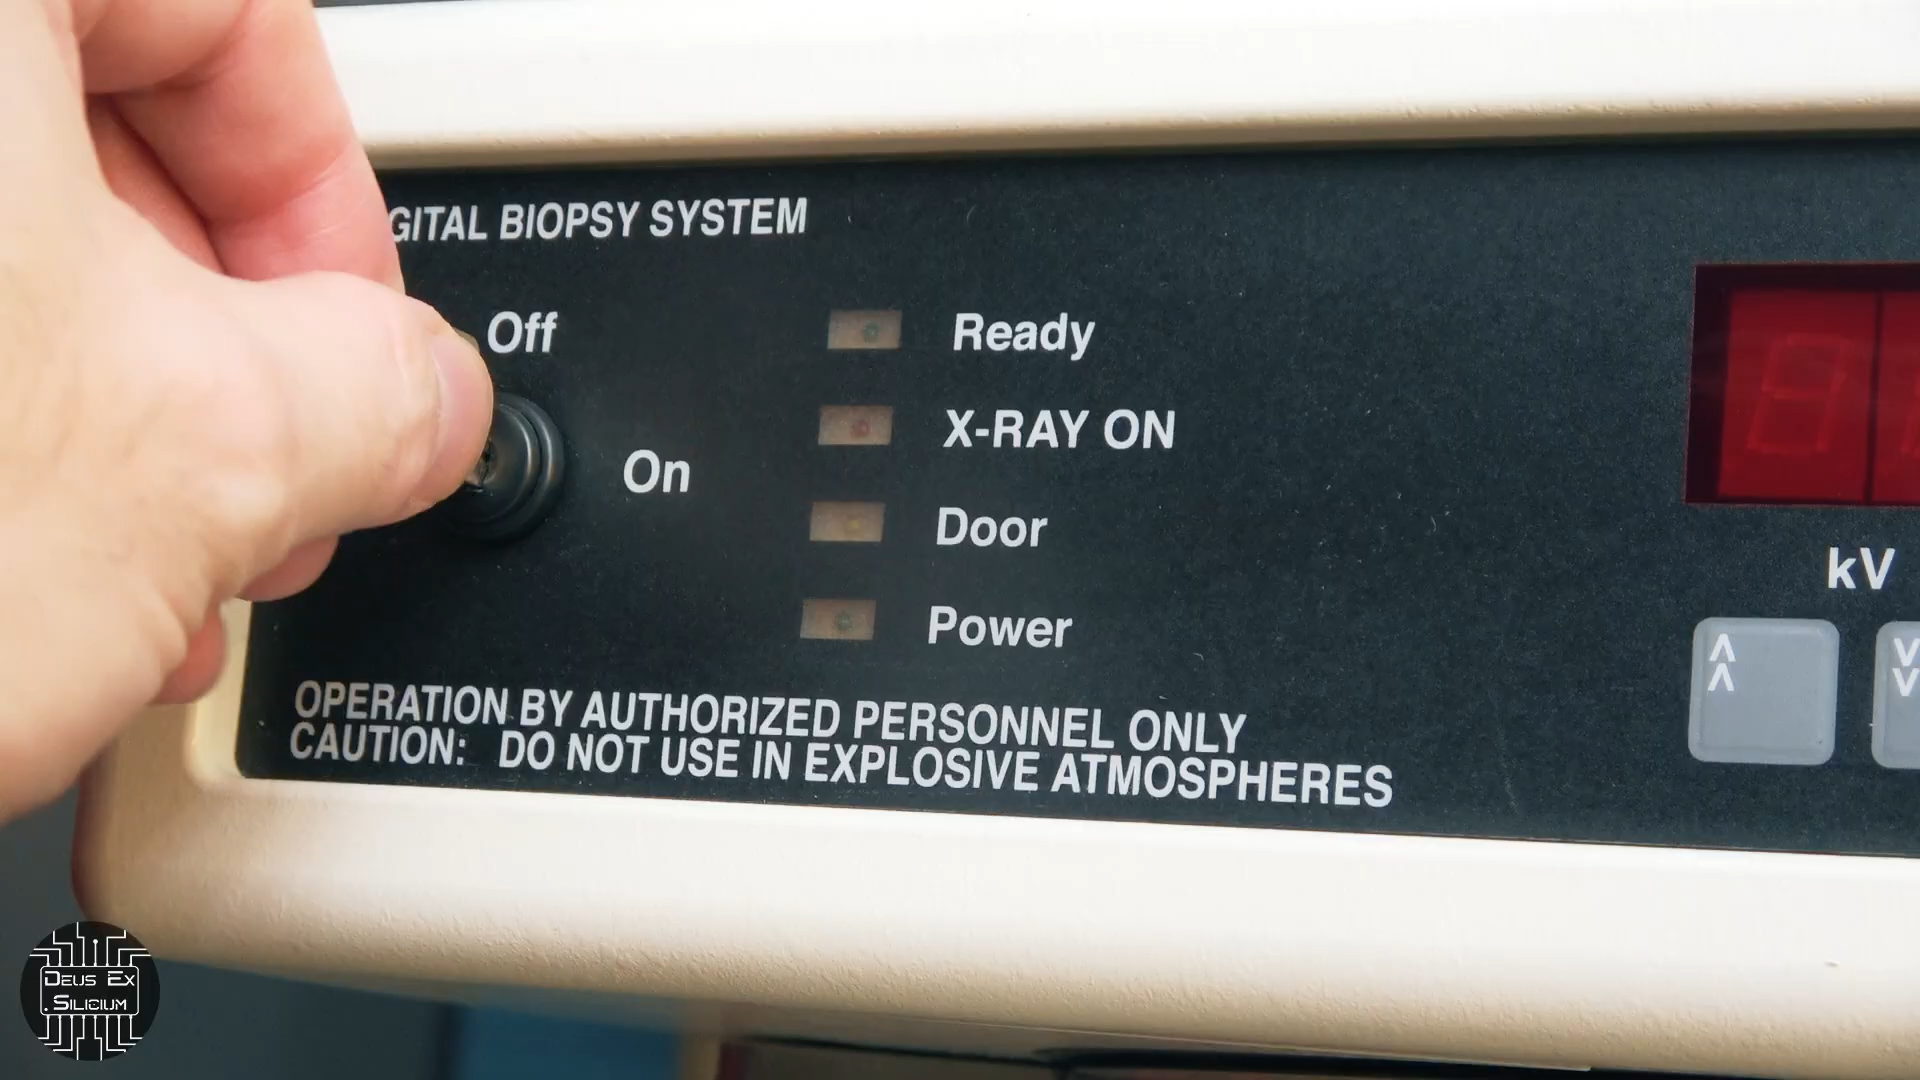 GITAL BIOPSY SYSTEM
Off
On
Ready
X-RAY ON
Door
Power
kV
OPERATION BY AUTHORIZED PERSONNEL ONLY
CAUTION: DO NOT USE IN EXPLOSIVE ATMOSPHERES
DEUS EX
SILICIUM